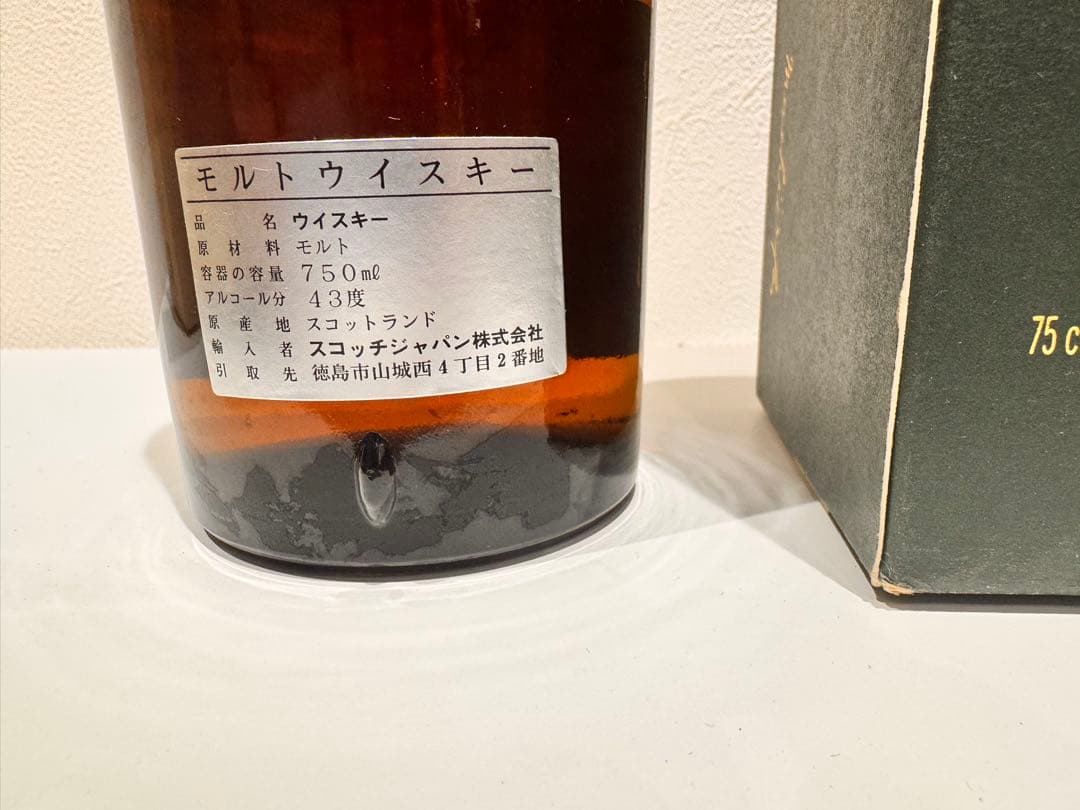 モルトウイスキー
品名 ウイスキー
原材料 モルト
容器の容量 750㎖
アルコール分 43度
原産地 スコットランド
輸入者 スコッチジャパン株式会社
引取先 徳島市山城西4丁目2番地
75 c